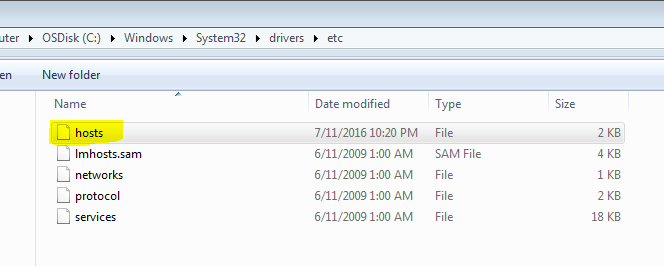 uter ▸ OSDisk (C:) ▸ Windows ▸ System32 ▸ drivers ▸ etc
en New folder
Name Date modified Type Size
hosts 7/11/2016 10:20 PM File 2 KB
lmhosts.sam 6/11/2009 1:00 AM SAM File 4 KB
networks 6/11/2009 1:00 AM File 1 KB
protocol 6/11/2009 1:00 AM File 2 KB
services 6/11/2009 1:00 AM File 18 KB